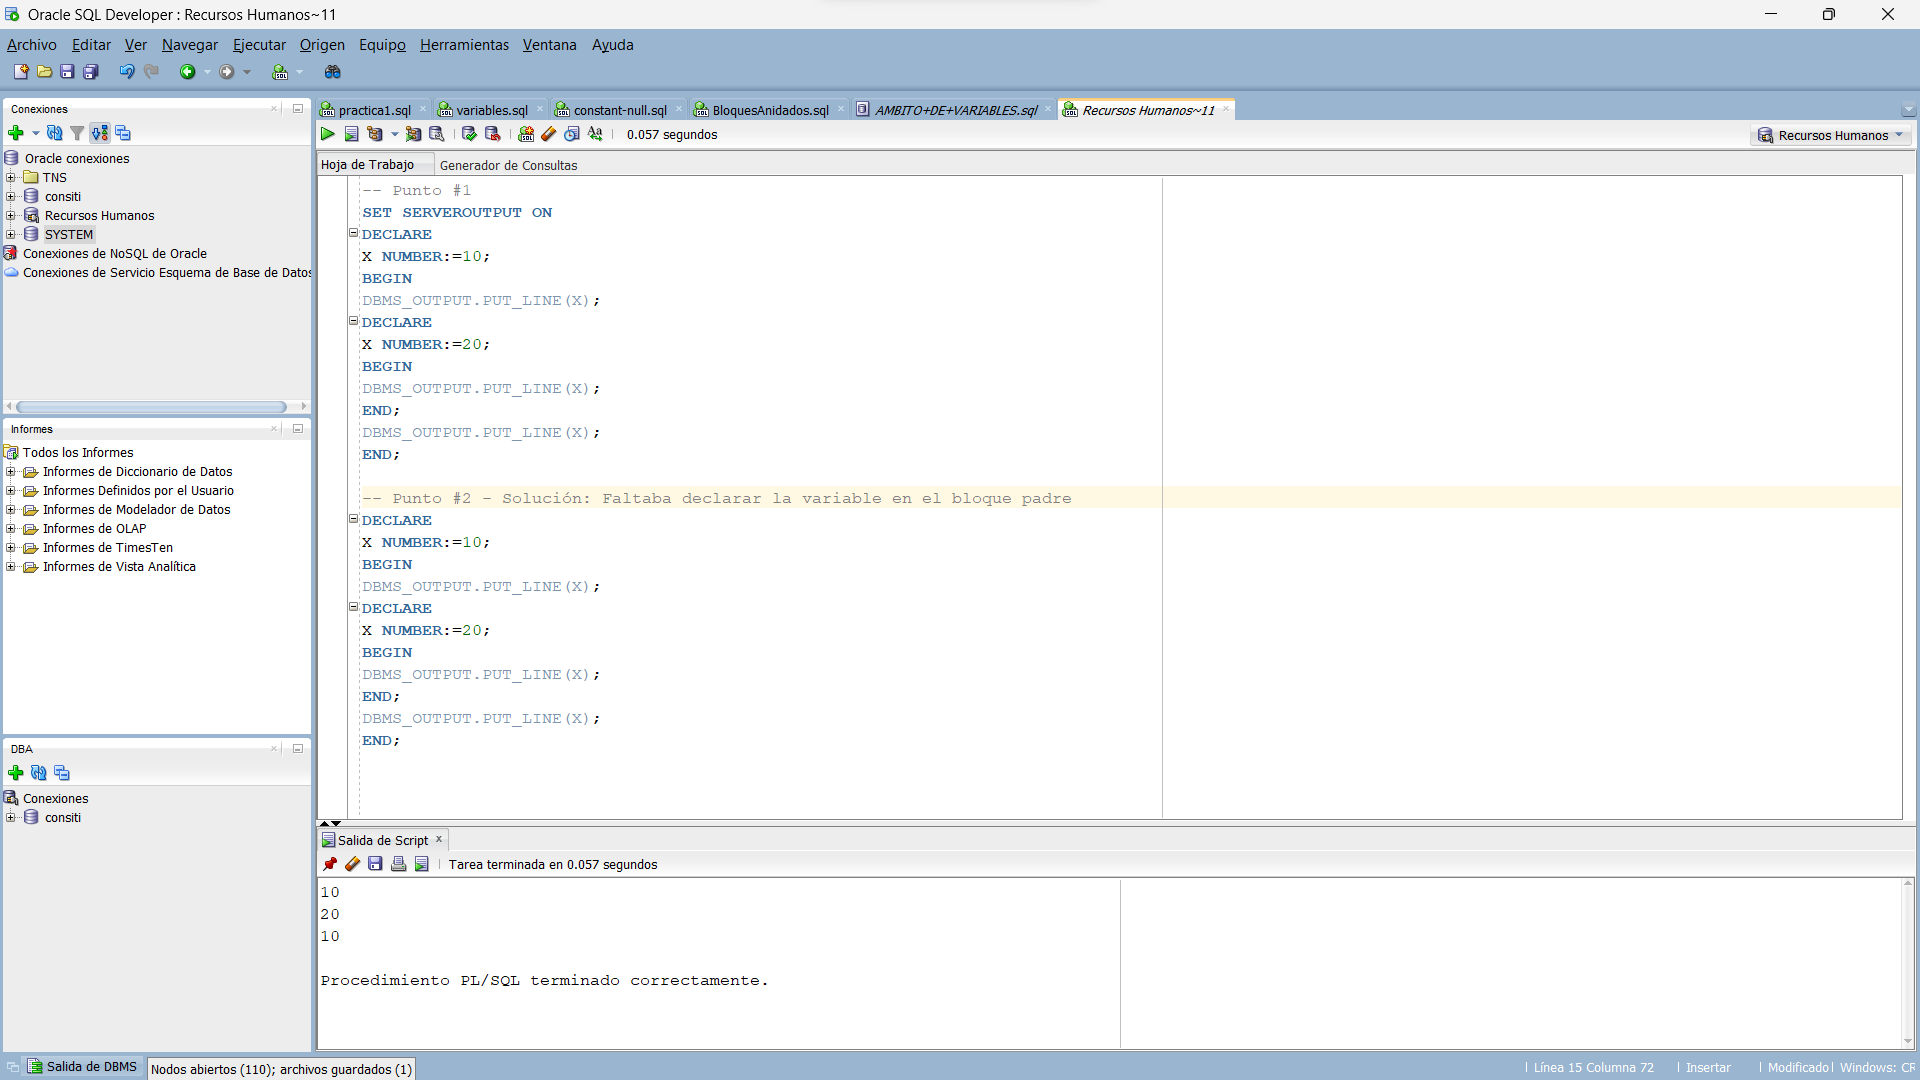 Oracle SQL Developer : Recursos Humanos~11
Archivo Editar Ver Navegar Ejecutar Origen Equipo Herramientas Ventana Ayuda
Conexiones
Oracle conexiones
TNS
consiti
Recursos Humanos
SYSTEM
Conexiones de NoSQL de Oracle
Conexiones de Servicio Esquema de Base de Datos
Informes
Todos los Informes
Informes de Diccionario de Datos
Informes Definidos por el Usuario
Informes de Modelador de Datos
Informes de OLAP
Informes de TimesTen
Informes de Vista Analítica
DBA
Conexiones
consiti
practica1.sql variables.sql constant-null.sql BloquesAnidados.sql AMBITO+DE+VARIABLES.sql Recursos Humanos~11
0.057 segundos
Recursos Humanos
Hoja de Trabajo Generador de Consultas
-- Punto #1
SET SERVEROUTPUT ON
DECLARE
X NUMBER:=10;
BEGIN
DBMS_OUTPUT.PUT_LINE(X);
DECLARE
X NUMBER:=20;
BEGIN
DBMS_OUTPUT.PUT_LINE(X);
END;
DBMS_OUTPUT.PUT_LINE(X);
END;
-- Punto #2 - Solución: Faltaba declarar la variable en el bloque padre
DECLARE
X NUMBER:=10;
BEGIN
DBMS_OUTPUT.PUT_LINE(X);
DECLARE
X NUMBER:=20;
BEGIN
DBMS_OUTPUT.PUT_LINE(X);
END;
DBMS_OUTPUT.PUT_LINE(X);
END;
Salida de Script
Tarea terminada en 0.057 segundos
10
20
10
Procedimiento PL/SQL terminado correctamente.
Salida de DBMS
Nodos abiertos (110); archivos guardados (1)
Línea 15 Columna 72 Insertar Modificado Windows: CR